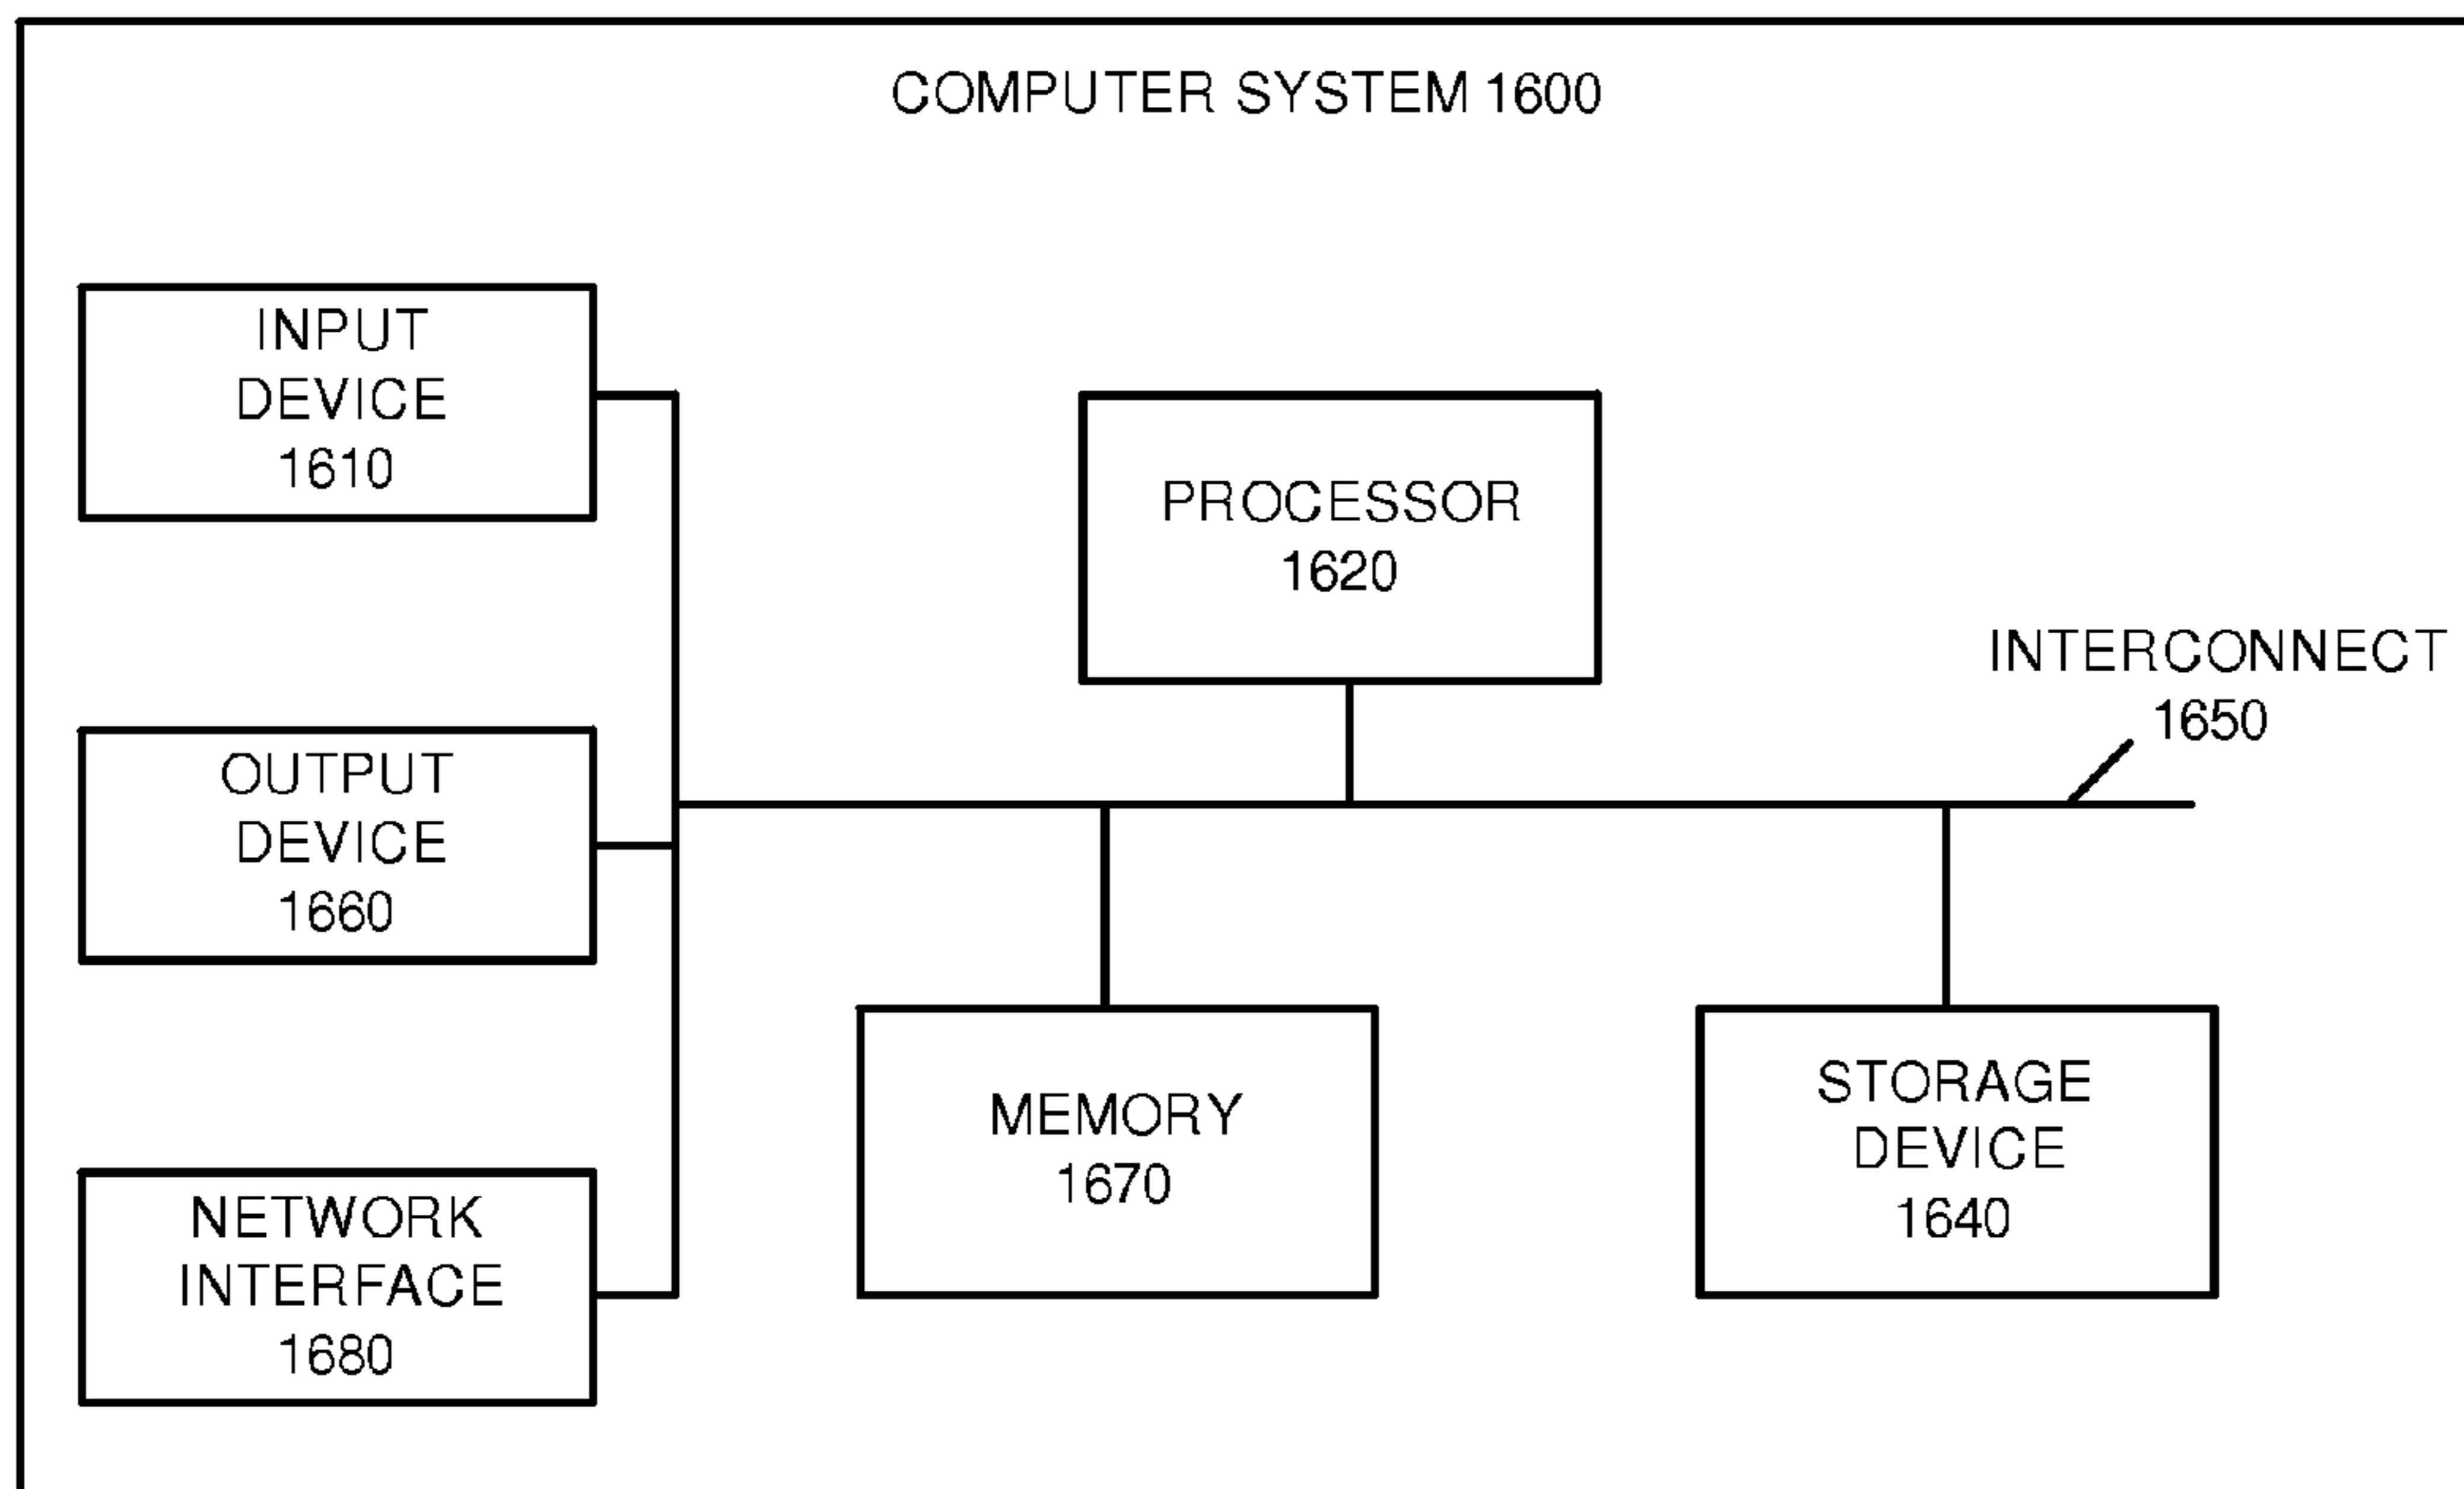 COMPUTER SYSTEM 1600
INPUT
DEVICE
1610
PROCESSOR
1620
INTERCONNECT
1650
OUTPUT
DEVICE
1660
MEMORY
1670
STORAGE
DEVICE
1640
NETWORK
INTERFACE
1680